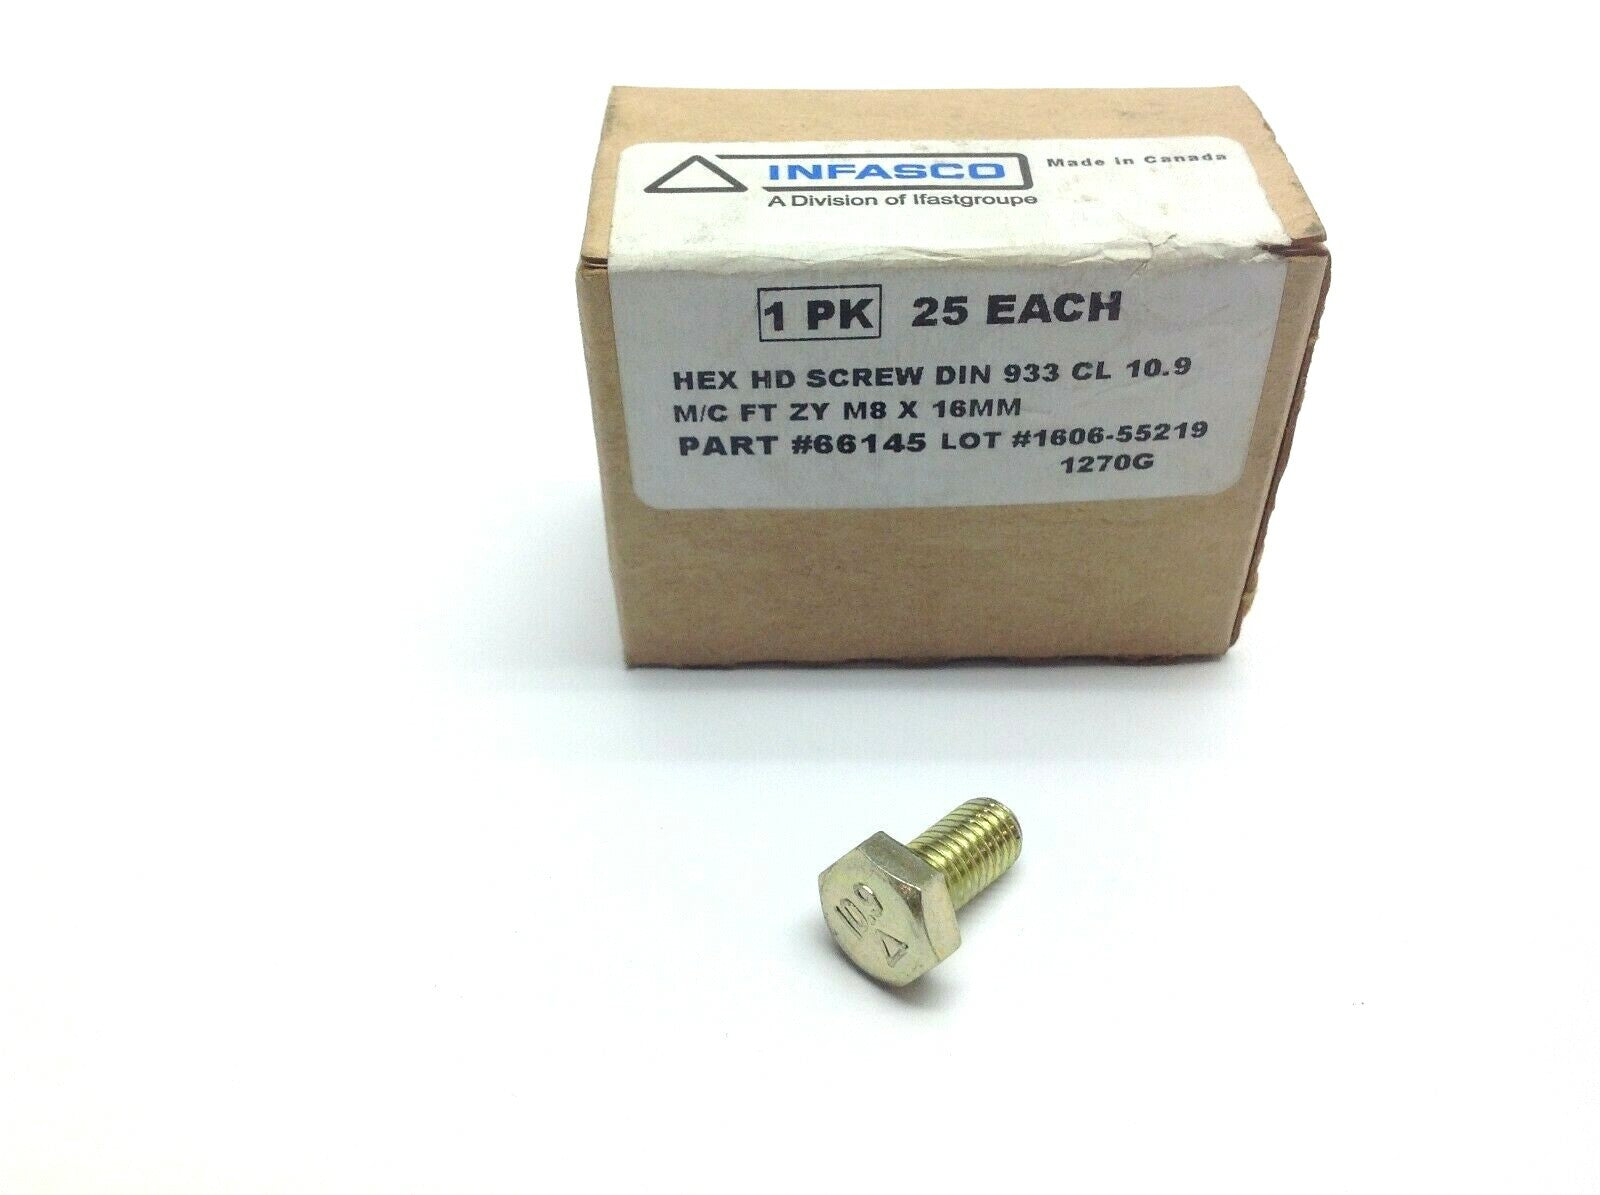 INFASCO Made in Canada
A Division of Ifastgroupe
1 PK 25 EACH
HEX HD SCREW DIN 933 CL 10.9
M/C FT ZY M8 X 16MM
PART #66145 LOT #1606-55219
1270G
10.9